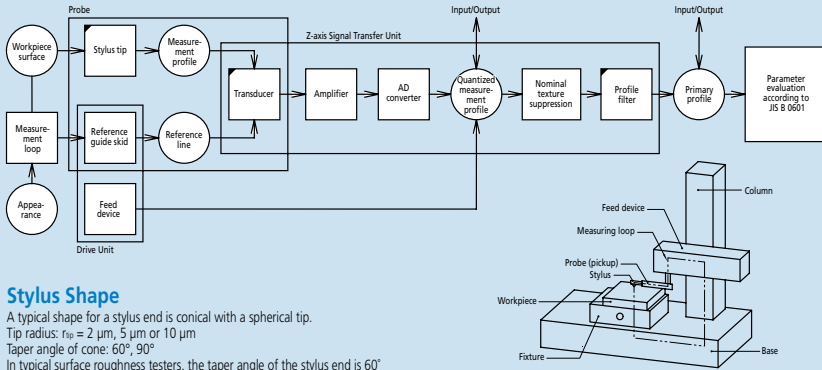 Probe
Input/Output
Input/Output
Z-axis Signal Transfer Unit
Workpiece
surface
Stylus tip
Measure-
ment
profile
Transducer
Amplifier
AD
converter
Quantized
measure-
ment
profile
Nominal
texture
suppression
Profile
filter
Primary
profile
Parameter
evaluation
according to
JIS B 0601
Measure-
ment
loop
Reference
guide skid
Reference
line
Appea-
rance
Feed
device
Drive Unit
Column
Feed device
Measuring loop
Probe (pickup)
Stylus
Workpiece
Fixture
Base
Stylus Shape
A typical shape for a stylus end is conical with a spherical tip.
Tip radius: rtip = 2 µm, 5 µm or 10 µm
Taper angle of cone: 60°, 90°
In typical surface roughness testers, the taper angle of the stylus end is 60˚